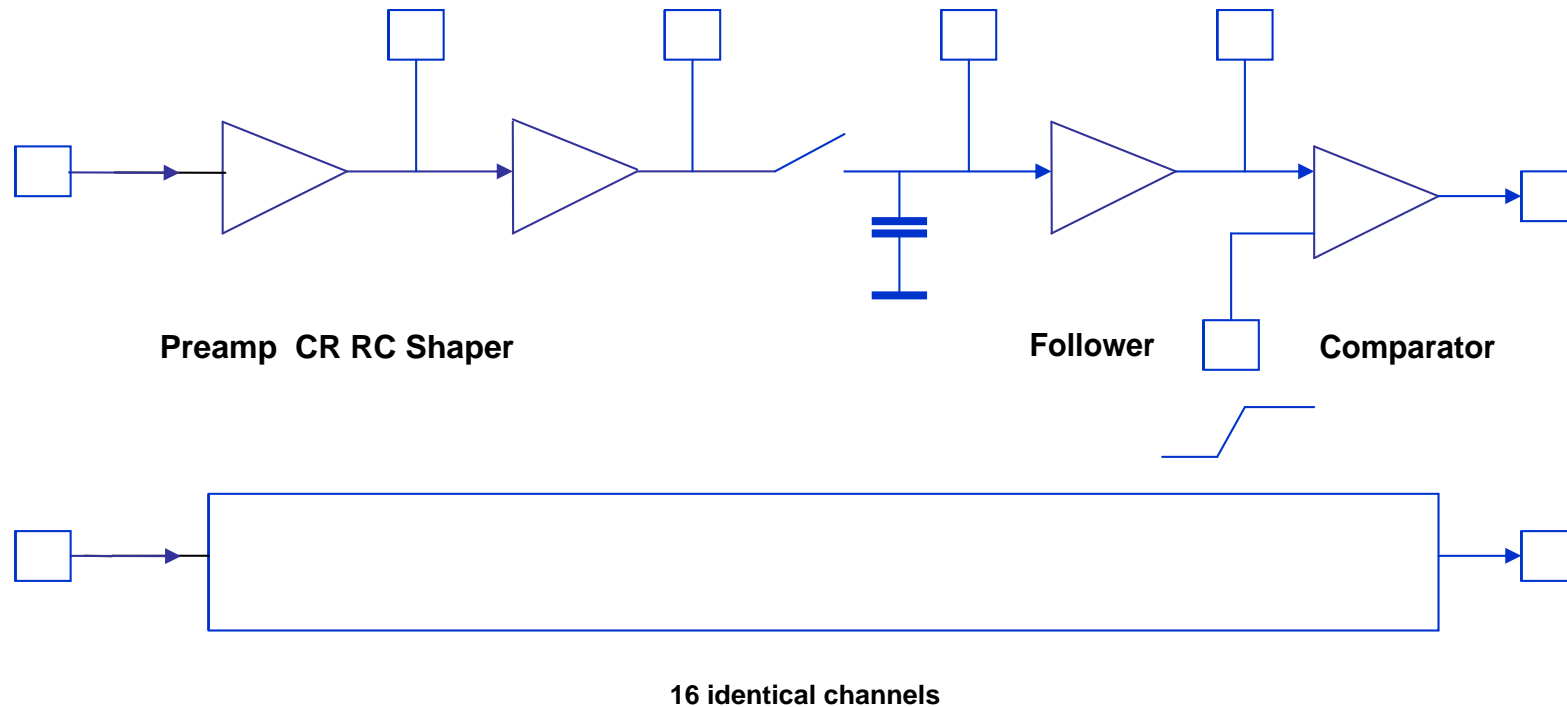 Preamp CR RC Shaper
Follower
Comparator
16 identical channels